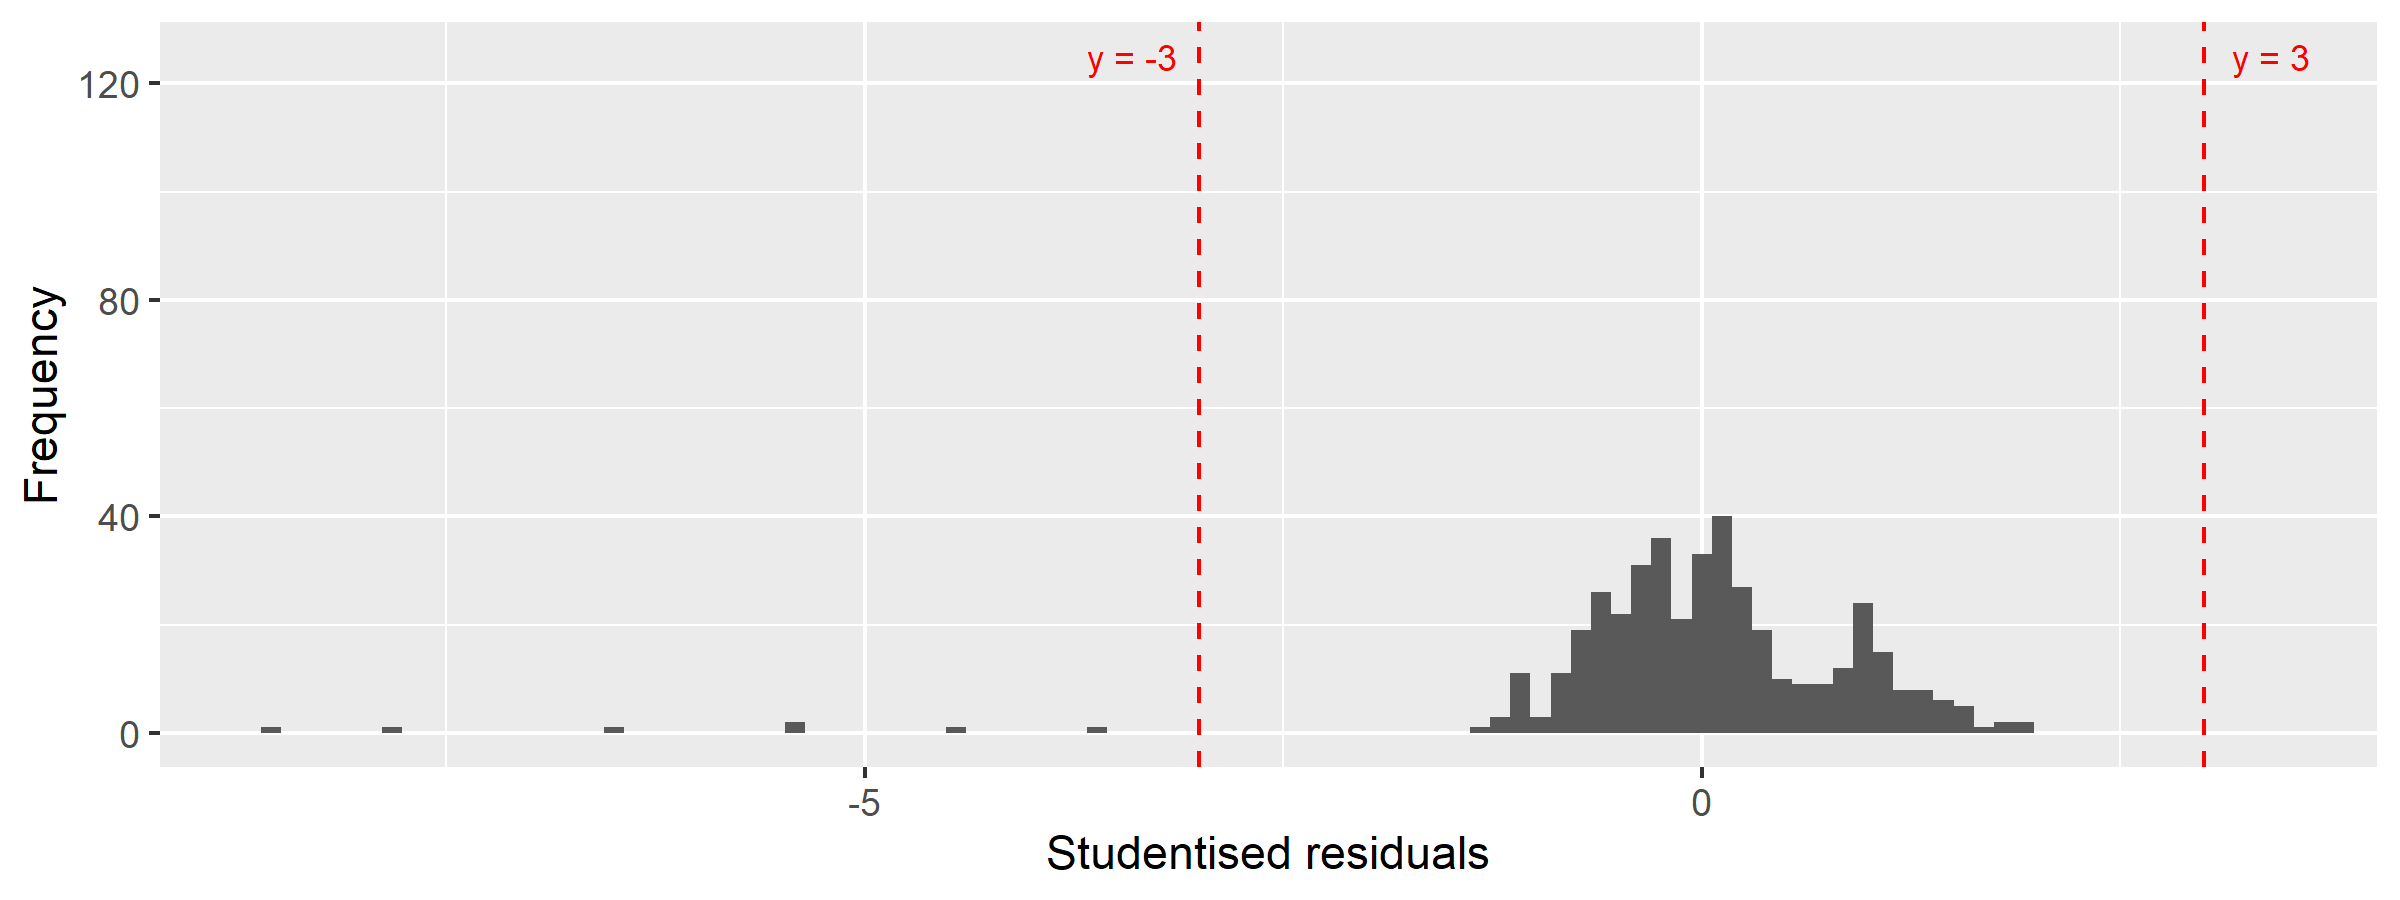 y = -3
y = 3
120
80
40
0
Frequency
-5
0
Studentised residuals